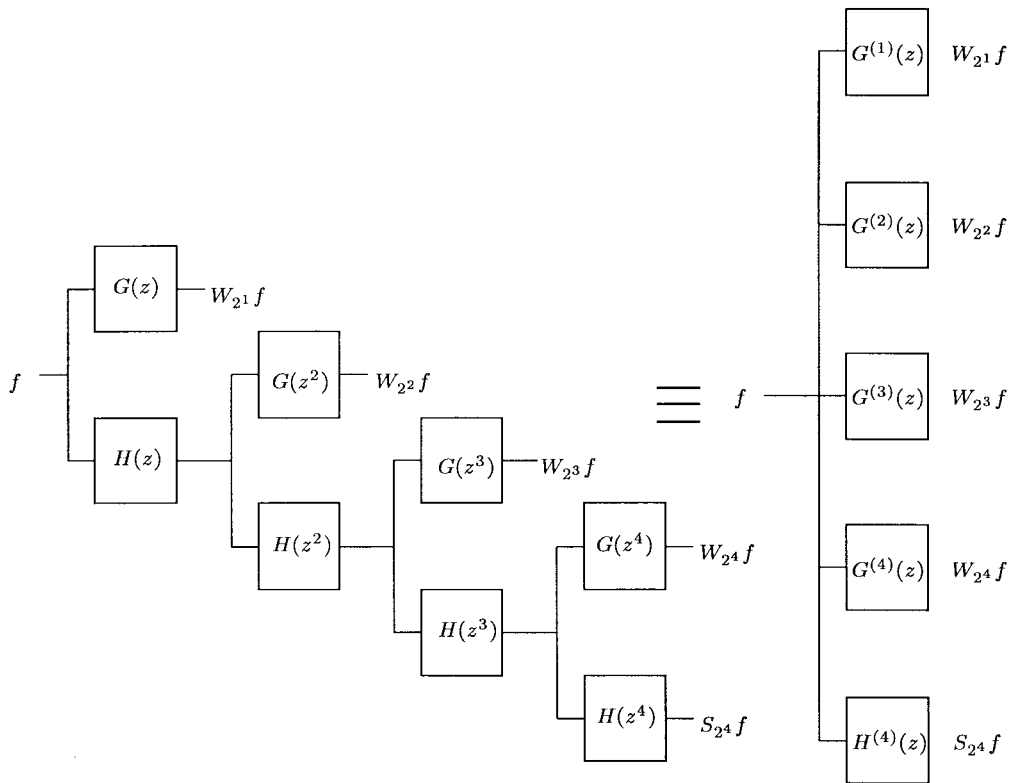 G(z)
W_{2^1} f
f
H(z)
G(z^2)
W_{2^2} f
H(z^2)
G(z^3)
W_{2^3} f
H(z^3)
G(z^4)
W_{2^4} f
H(z^4)
S_{2^4} f
f
G^{(1)}(z) W_{2^1} f
G^{(2)}(z) W_{2^2} f
G^{(3)}(z) W_{2^3} f
G^{(4)}(z) W_{2^4} f
H^{(4)}(z) S_{2^4} f